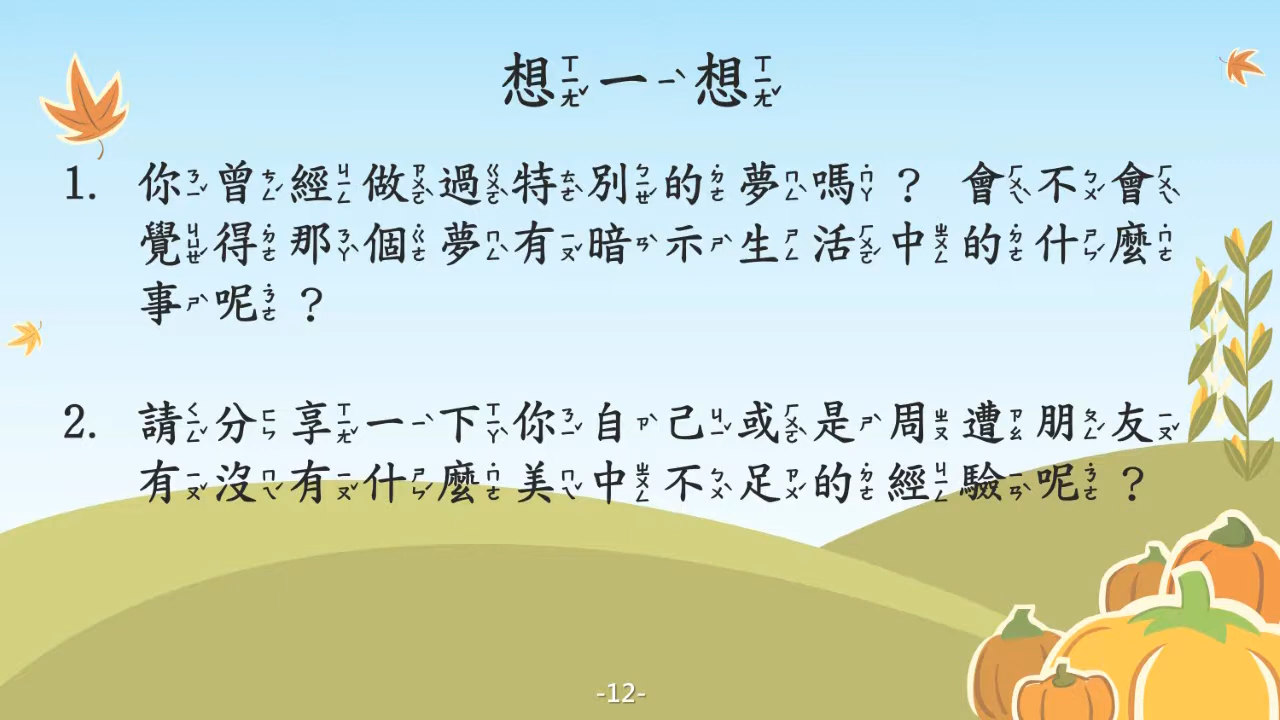 想一想
1. 你曾經做過特別的夢嗎？ 會不會
覺得那個夢有暗示生活中的什麼
事呢？
2. 請分享一下你自己或是周遭朋友
有沒有什麼美中不足的經驗呢？
-12-